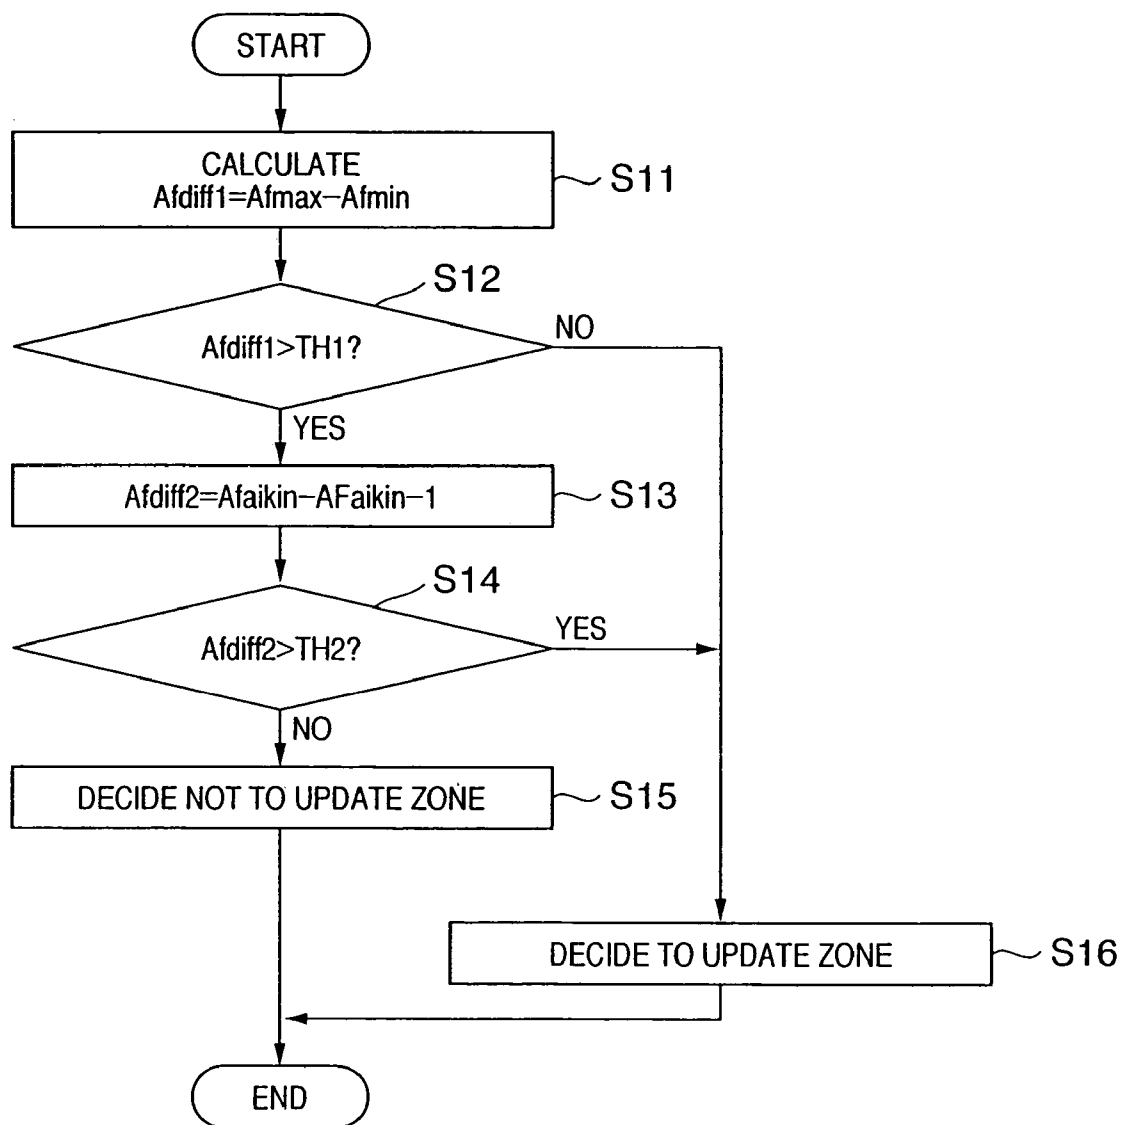 START
CALCULATE
Afdiff1=Afmax−Afmin
S11
S12
Afdiff1>TH1?
NO
YES
Afdiff2=Afaikin−AFaikin−1
S13
S14
Afdiff2>TH2?
YES
NO
DECIDE NOT TO UPDATE ZONE
S15
DECIDE TO UPDATE ZONE
S16
END